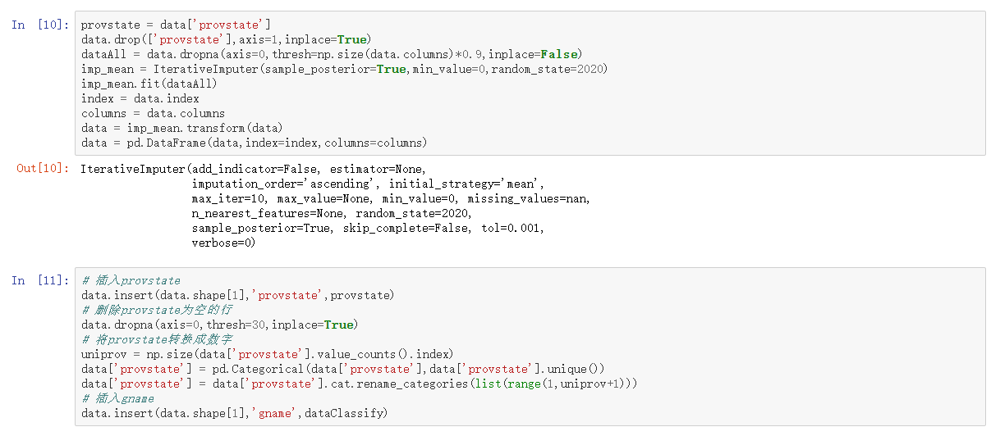 In [10]:
provstate = data['provstate']
data.drop(['provstate'],axis=1,inplace=True)
dataAll = data.dropna(axis=0,thresh=np.size(data.columns)*0.9,inplace=False)
imp_mean = IterativeImputer(sample_posterior=True,min_value=0,random_state=2020)
imp_mean.fit(dataAll)
index = data.index
columns = data.columns
data = imp_mean.transform(data)
data = pd.DataFrame(data,index=index,columns=columns)
Out[10]:
IterativeImputer(add_indicator=False, estimator=None,
imputation_order='ascending', initial_strategy='mean',
max_iter=10, max_value=None, min_value=0, missing_values=nan,
n_nearest_features=None, random_state=2020,
sample_posterior=True, skip_complete=False, tol=0.001,
verbose=0)
In [11]:
# 插入provstate
data.insert(data.shape[1],'provstate',provstate)
# 删除provstate为空的行
data.dropna(axis=0,thresh=30,inplace=True)
# 将provstate转换成数字
uniprov = np.size(data['provstate'].value_counts().index)
data['provstate'] = pd.Categorical(data['provstate'],data['provstate'].unique())
data['provstate'] = data['provstate'].cat.rename_categories(list(range(1,uniprov+1)))
# 插入gname
data.insert(data.shape[1],'gname',dataClassify)